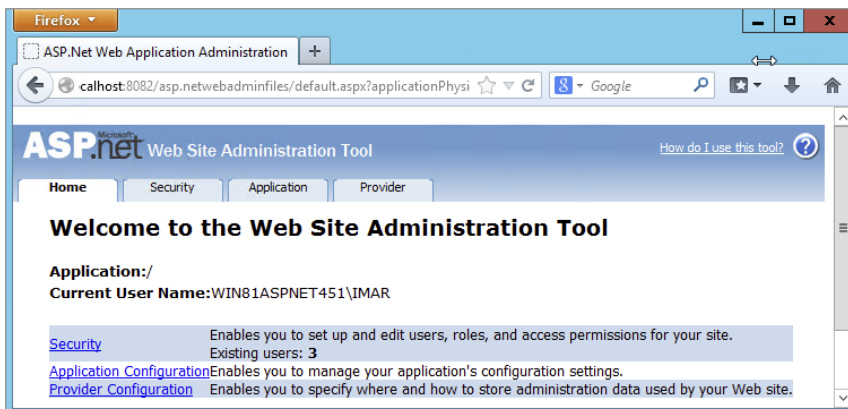 Firefox
ASP.Net Web Application Administration
calhost:8082/asp.netwebadminfiles/default.aspx?applicationPhysi
8 Google
Microsoft
ASP.net Web Site Administration Tool
How do I use this tool? ?
Home Security Application Provider
Welcome to the Web Site Administration Tool
Application:/
Current User Name:WIN81ASPNET451\IMAR
Security Enables you to set up and edit users, roles, and access permissions for your site.
Existing users: 3
Application Configuration Enables you to manage your application's configuration settings.
Provider Configuration Enables you to specify where and how to store administration data used by your Web site.